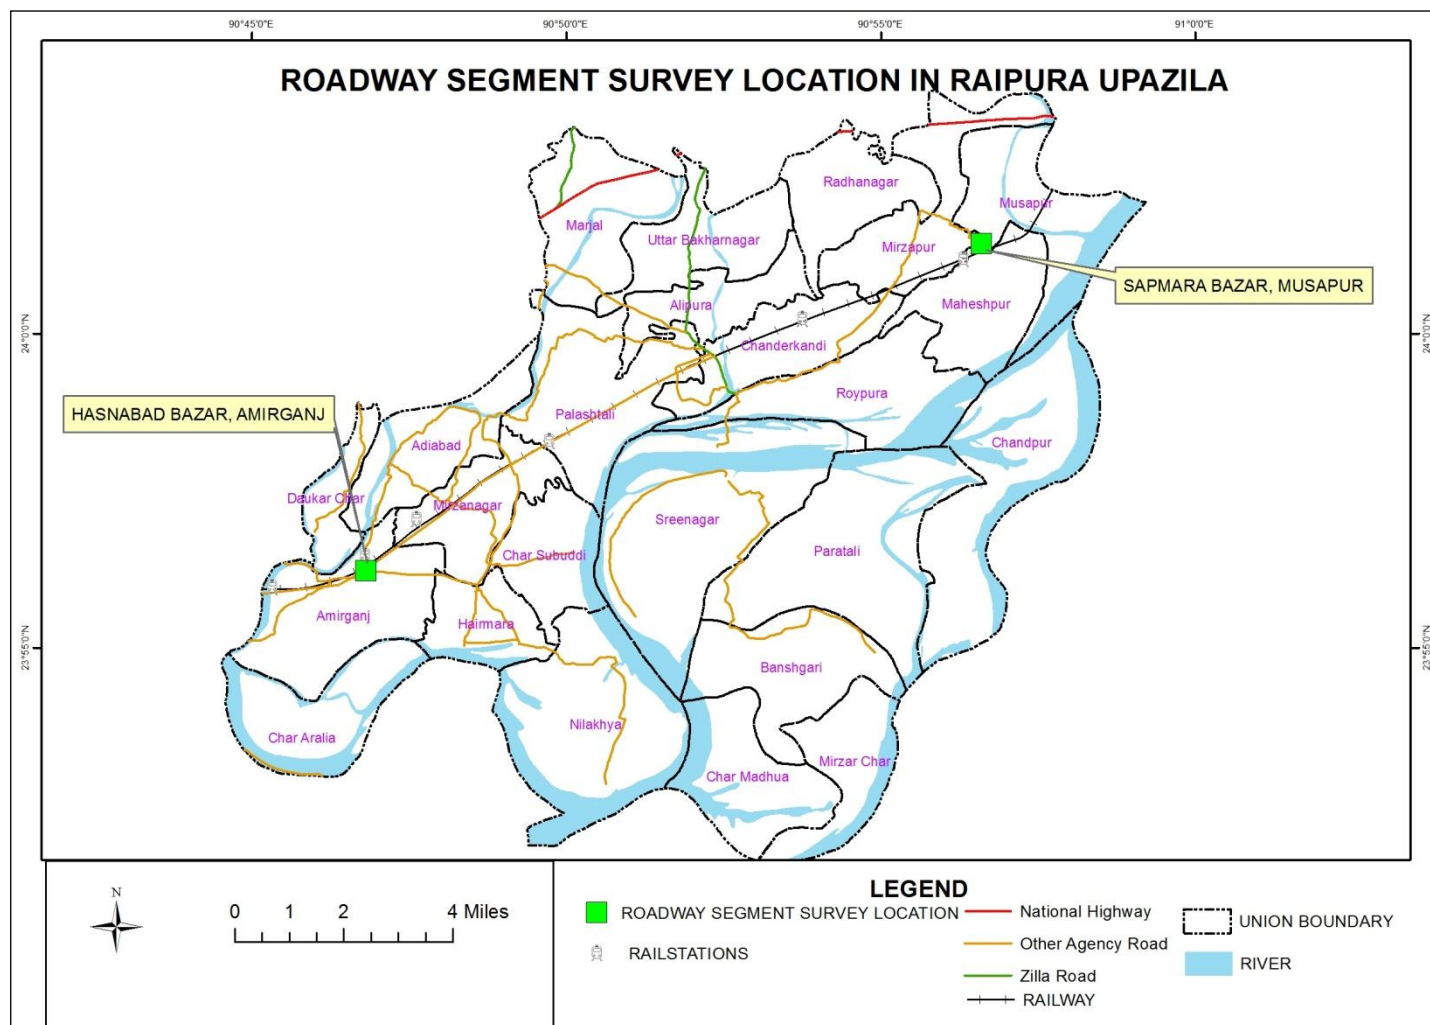 90°45'0"E
90°50'0"E
90°55'0"E
91°0'0"E
ROADWAY SEGMENT SURVEY LOCATION IN RAIPURA UPAZILA
Radhanagar
Musapur
Marjal
Uttar Bakharnagar
Mirzapur
SAPMARA BAZAR, MUSAPUR
Maheshpur
Alipura
24°0'0"N
24°0'0"N
Chanderkandi
Roypura
HASNABAD BAZAR, AMIRGANJ
Palashtali
Adiabad
Chandpur
Daukar Char
Mirzanagar
Sreenagar
Char Subuddi
Paratali
Amirganj
Hairmara
23°55'0"N
23°55'0"N
Banshgari
Nilakhya
Char Aralia
Mirzar Char
Char Madhua
N
0 1 2 4 Miles
LEGEND
ROADWAY SEGMENT SURVEY LOCATION
RAILSTATIONS
National Highway
Other Agency Road
Zilla Road
RAILWAY
UNION BOUNDARY
RIVER